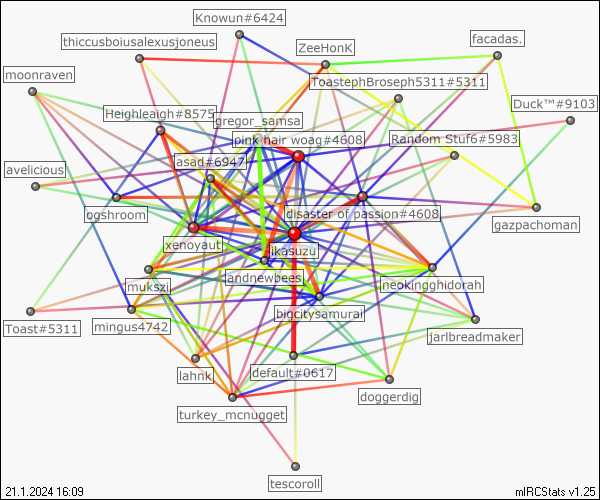 Knowun#6424
thiccusboiusalexusjoneus
ZeeHonK
facadas.
moonraven
ToastephBroseph5311#5311
Duck™#9103
Heighleaigh#8575
gregor_samsa
pink hair woag#4608
Random Stuf6#5983
asad#6947
avelicious
ogshroom
disaster of passion#4608
gazpachoman
xenoyaut
ikasuzu
andnewbees
mukszi
neokingghidorah
bigcitysamurai
Toast#5311
mingus4742
jarlbreadmaker
lahnk
default#0617
doggerdig
turkey_mcnugget
tescoroll
21.1.2024 16:09
mIRCStats v1.25